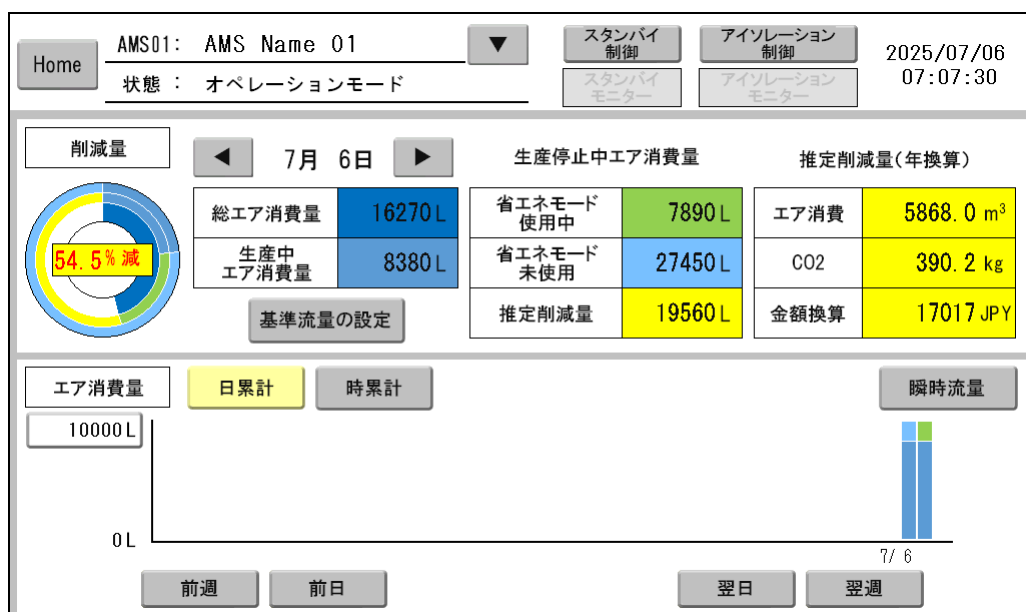 Home
AMS01: AMS Name 01
▼
状態 : オペレーションモード
スタンバイ
制御
アイソレーション
制御
スタンバイ
モニター
アイソレーション
モニター
2025/07/06
07:07:30
削減量
54.5% 減
◀ 7月 6日 ▶
総エア消費量 16270L
生産中
エア消費量
8380L
基準流量の設定
生産停止中エア消費量
省エネモード
使用中
7890L
省エネモード
未使用
27450L
推定削減量 19560L
推定削減量(年換算)
エア消費 5868.0 m³
CO2 390.2 kg
金額換算 17017 JPY
エア消費量
日累計
時累計
瞬時流量
10000L
0L
7/ 6
前週
前日
翌日
翌週